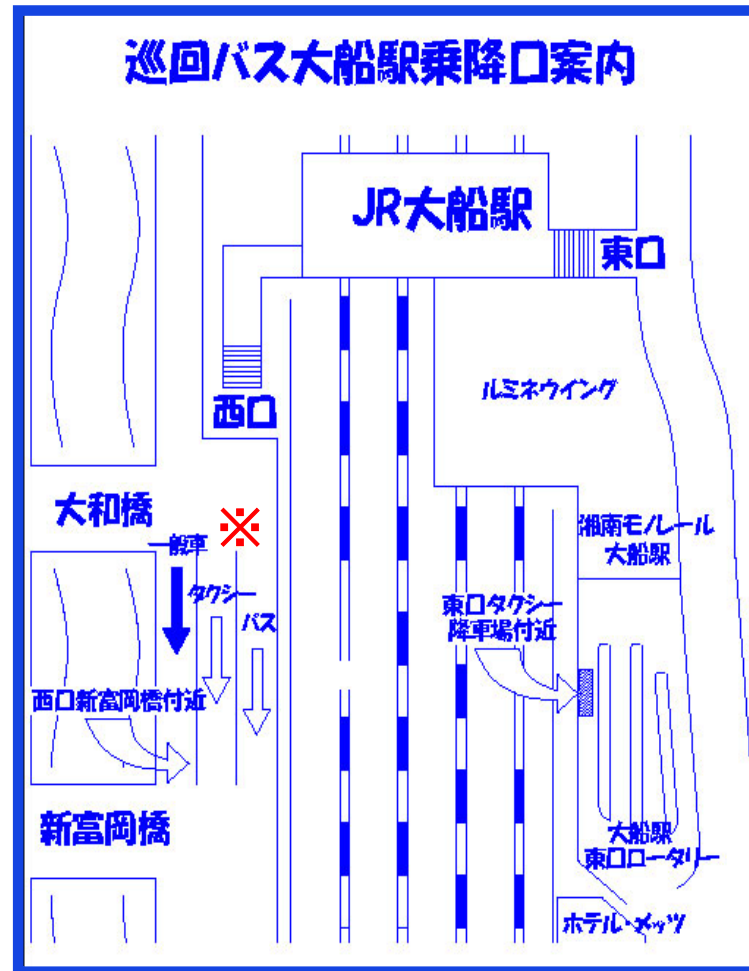 巡回バス大船駅乗降口案内
JR大船駅
東口
ルミネウイング
西口
大和橋
※
一般車
タクシー
バス
湘南モノレール
大船駅
東口タクシー
降車場付近
西口新富岡橋付近
新富岡橋
大船駅
東口ロータリー
ホテル・メッツ